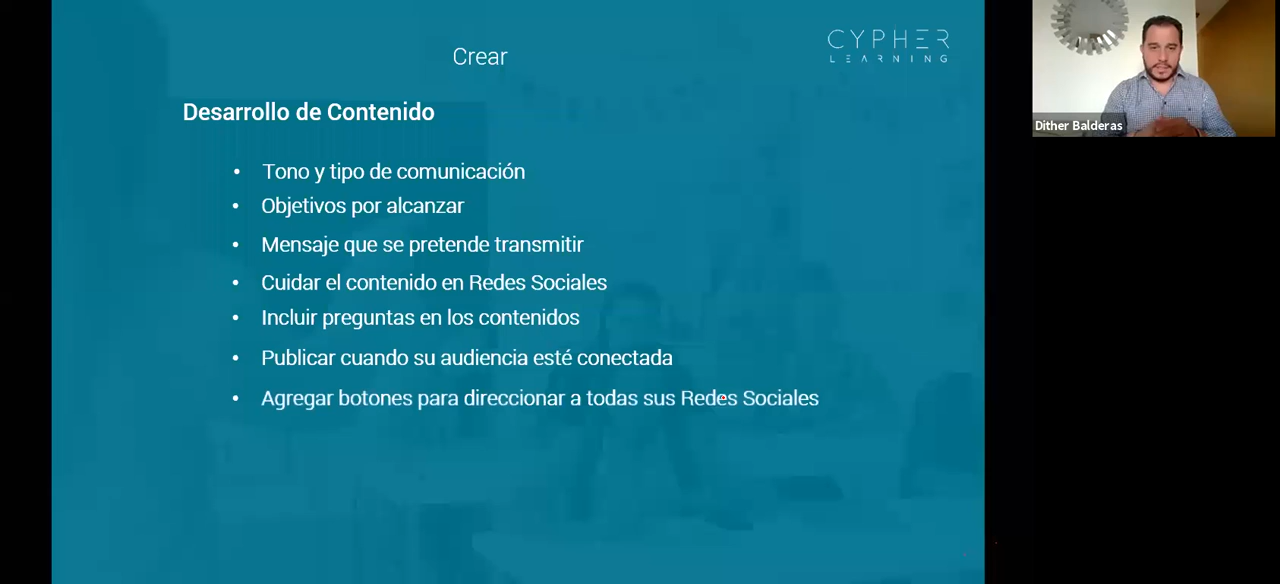 Crear
CYPHER
LEARNING
Desarrollo de Contenido
• Tono y tipo de comunicación
• Objetivos por alcanzar
• Mensaje que se pretende transmitir
• Cuidar el contenido en Redes Sociales
• Incluir preguntas en los contenidos
• Publicar cuando su audiencia esté conectada
• Agregar botones para direccionar a todas sus Redes Sociales
Dither Balderas